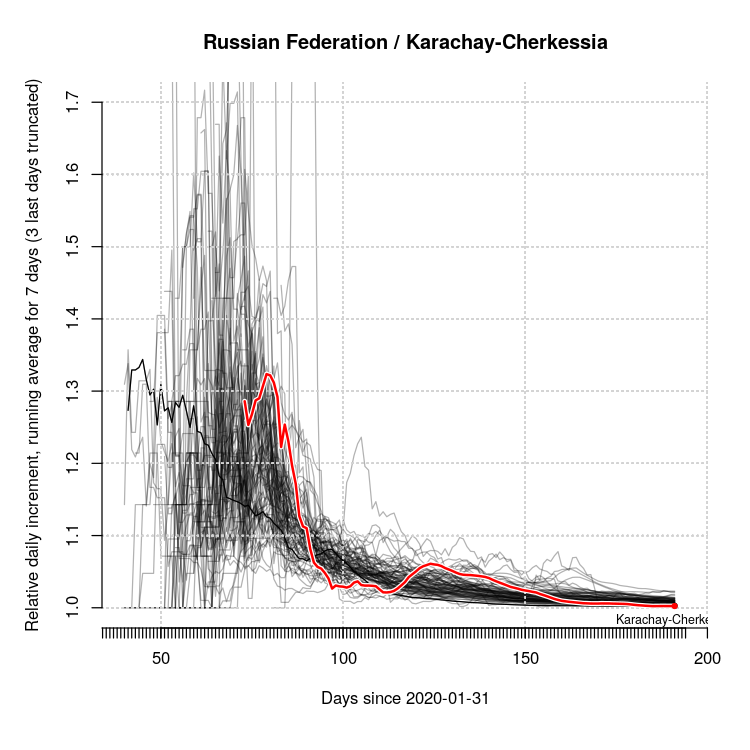 Russian Federation / Karachay-Cherkessia
Relative daily increment, running average for 7 days (3 last days truncated)
1.7
1.6
1.5
1.4
1.3
1.2
1.1
1.0
Karachay-Cherke
50 100 150 200
Days since 2020-01-31